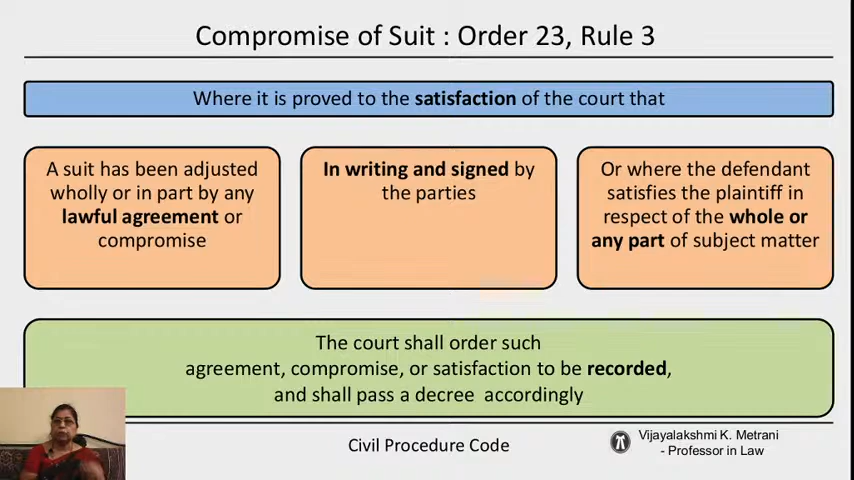 Compromise of Suit : Order 23, Rule 3
Where it is proved to the satisfaction of the court that
A suit has been adjusted
wholly or in part by any
lawful agreement or
compromise
In writing and signed by
the parties
Or where the defendant
satisfies the plaintiff in
respect of the whole or
any part of subject matter
The court shall order such
agreement, compromise, or satisfaction to be recorded,
and shall pass a decree accordingly
Civil Procedure Code
Vijayalakshmi K. Metrani
- Professor in Law